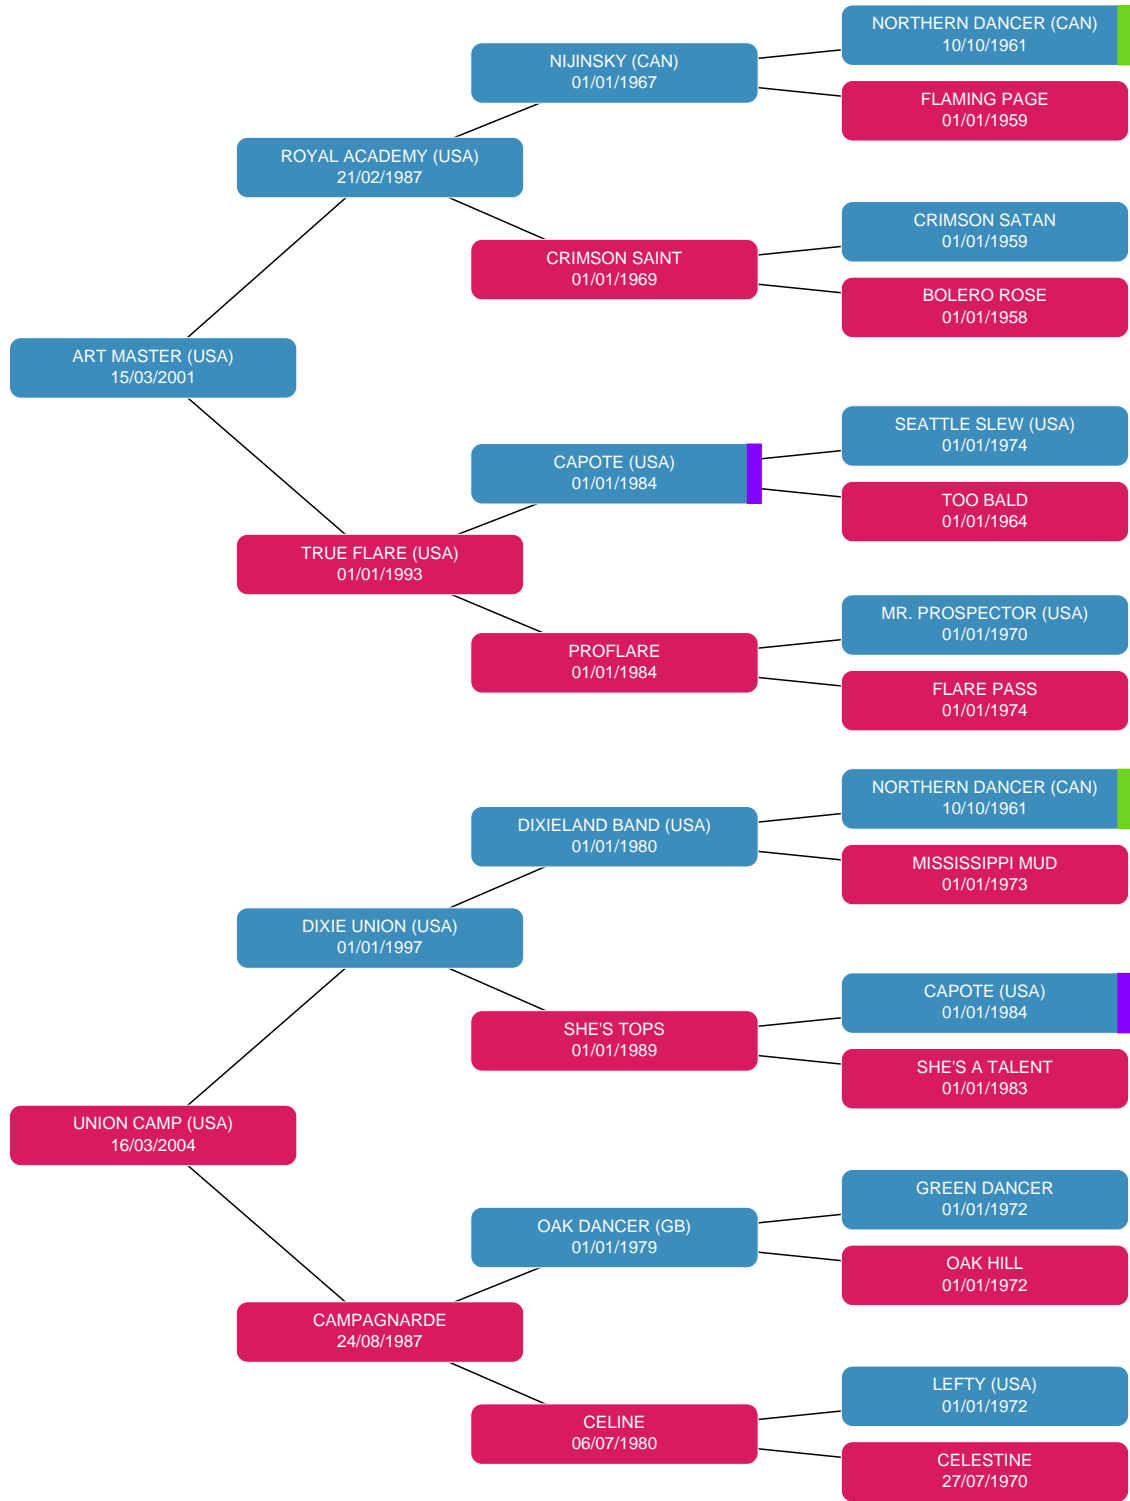 NORTHERN DANCER (CAN)
10/10/1961
NIJINSKY (CAN)
01/01/1967
FLAMING PAGE
01/01/1959
ROYAL ACADEMY (USA)
21/02/1987
CRIMSON SATAN
01/01/1959
CRIMSON SAINT
01/01/1969
BOLERO ROSE
01/01/1958
ART MASTER (USA)
15/03/2001
SEATTLE SLEW (USA)
01/01/1974
CAPOTE (USA)
01/01/1984
TOO BALD
01/01/1964
TRUE FLARE (USA)
01/01/1993
MR. PROSPECTOR (USA)
01/01/1970
PROFLARE
01/01/1984
FLARE PASS
01/01/1974
NORTHERN DANCER (CAN)
10/10/1961
DIXIELAND BAND (USA)
01/01/1980
MISSISSIPPI MUD
01/01/1973
DIXIE UNION (USA)
01/01/1997
CAPOTE (USA)
01/01/1984
SHE'S TOPS
01/01/1989
SHE'S A TALENT
01/01/1983
UNION CAMP (USA)
16/03/2004
GREEN DANCER
01/01/1972
OAK DANCER (GB)
01/01/1979
OAK HILL
01/01/1972
CAMPAGNARDE
24/08/1987
LEFTY (USA)
01/01/1972
CELINE
06/07/1980
CELESTINE
27/07/1970